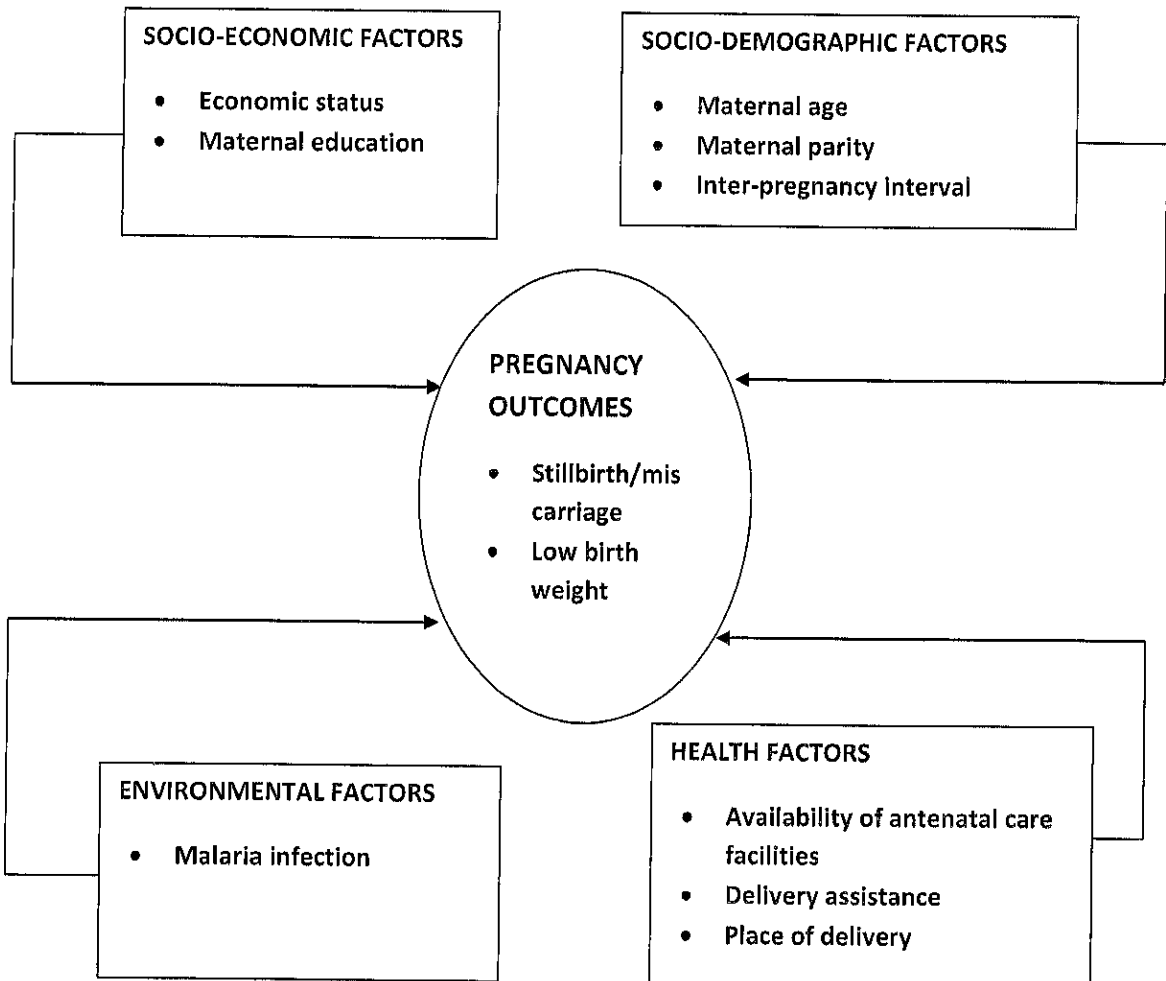 SOCIO-ECONOMIC FACTORS
• Economic status
• Maternal education
SOCIO-DEMOGRAPHIC FACTORS
• Maternal age
• Maternal parity
• Inter-pregnancy interval
PREGNANCY
OUTCOMES
• Stillbirth/mis
carriage
• Low birth
weight
ENVIRONMENTAL FACTORS
• Malaria infection
HEALTH FACTORS
• Availability of antenatal care
facilities
• Delivery assistance
• Place of delivery